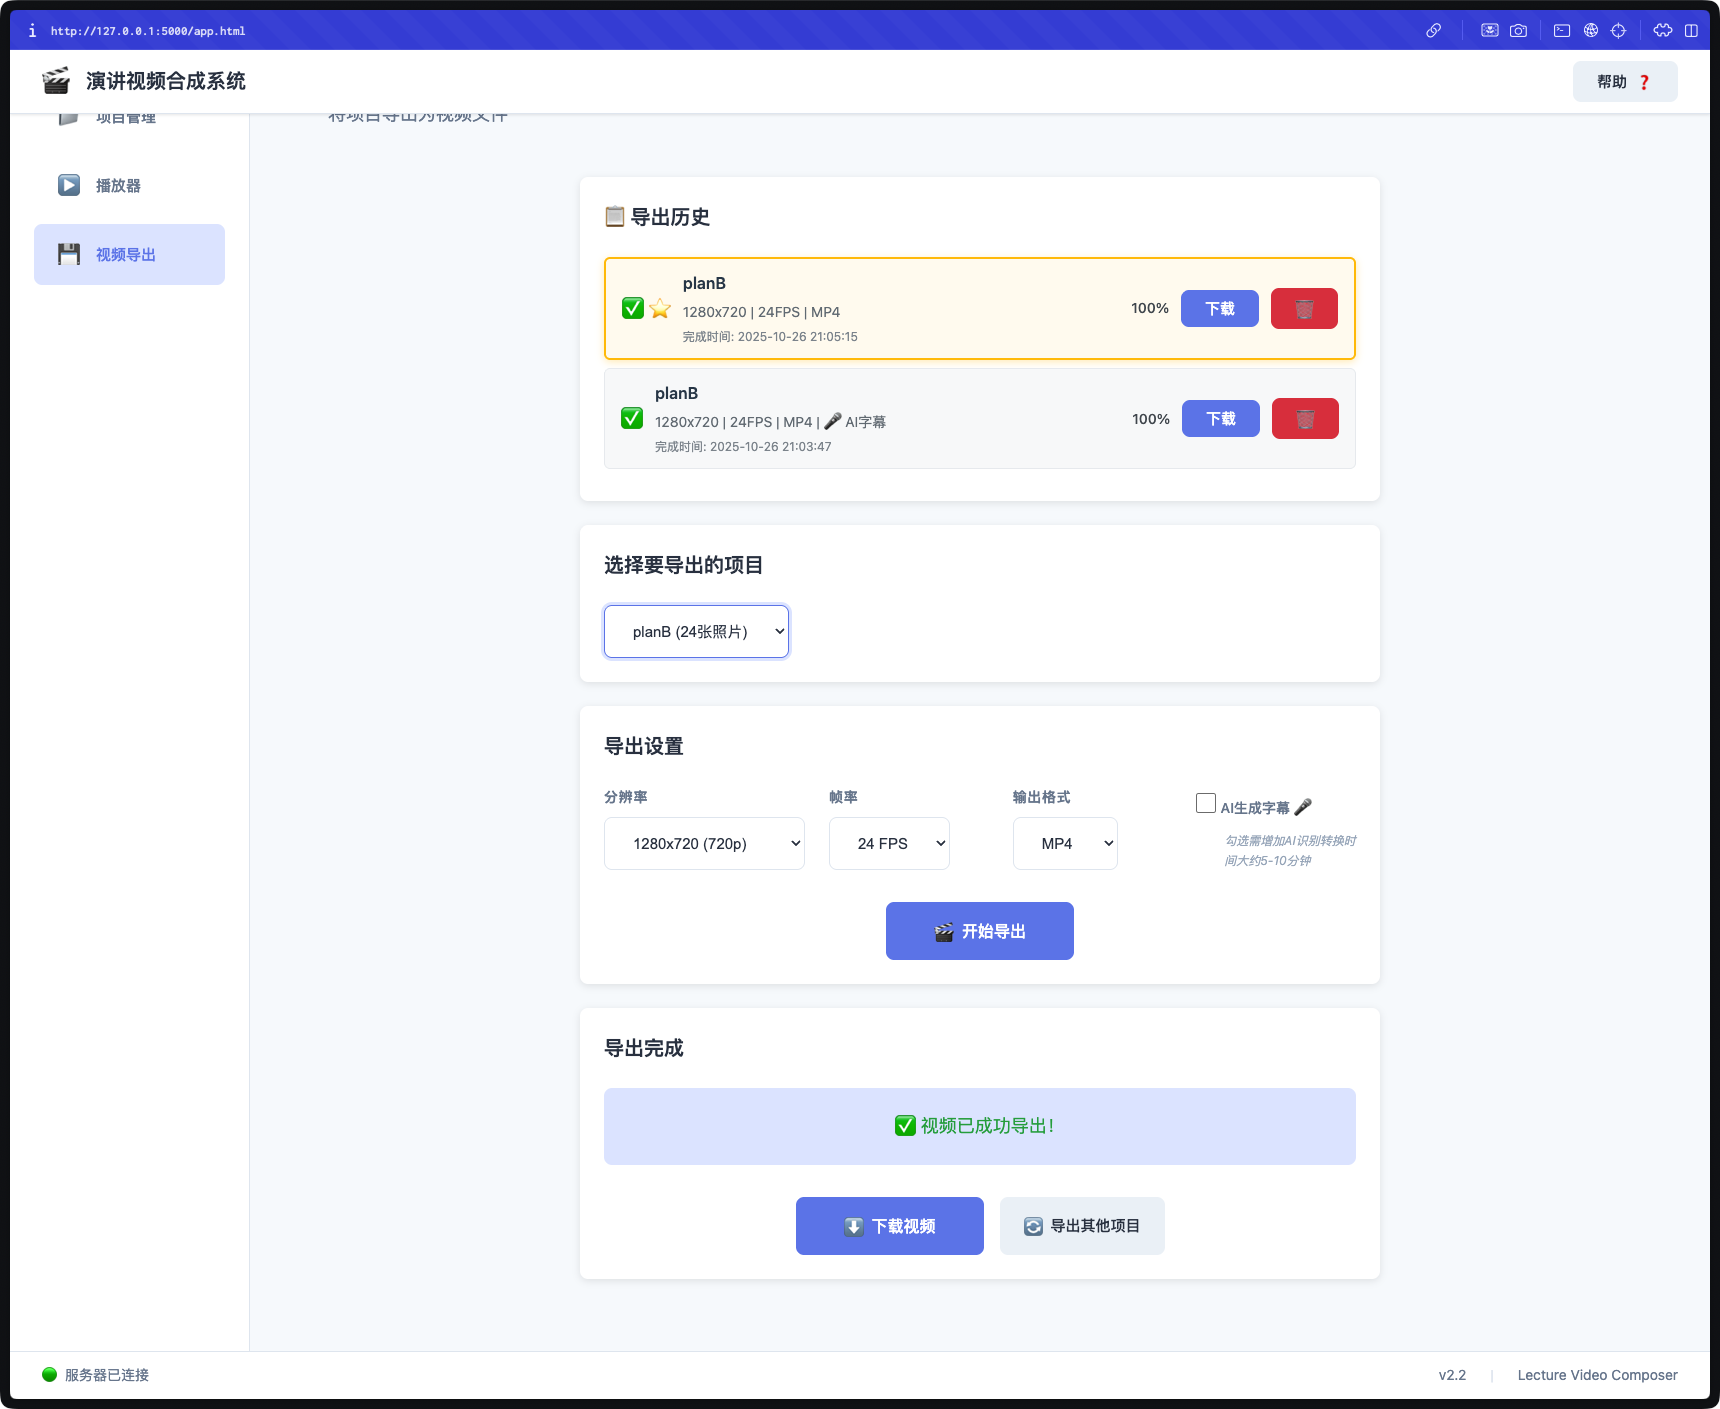 http://127.0.0.1:5000/app.html
演讲视频合成系统
帮助 ❓
项目管理
将项目导出为视频文件
播放器
视频导出
📋 导出历史
planB
1280x720 | 24FPS | MP4
完成时间: 2025-10-26 21:05:15
100%
下载
planB
1280x720 | 24FPS | MP4 | 🎤 AI字幕
完成时间: 2025-10-26 21:03:47
100%
下载
选择要导出的项目
planB (24张照片)
导出设置
分辨率
帧率
输出格式
AI生成字幕 🎤
1280x720 (720p)
24 FPS
MP4
勾选需增加AI识别转换时
间大约5-10分钟
🎬 开始导出
导出完成
✅ 视频已成功导出！
⬇️ 下载视频
🔄 导出其他项目
服务器已连接
v2.2 | Lecture Video Composer